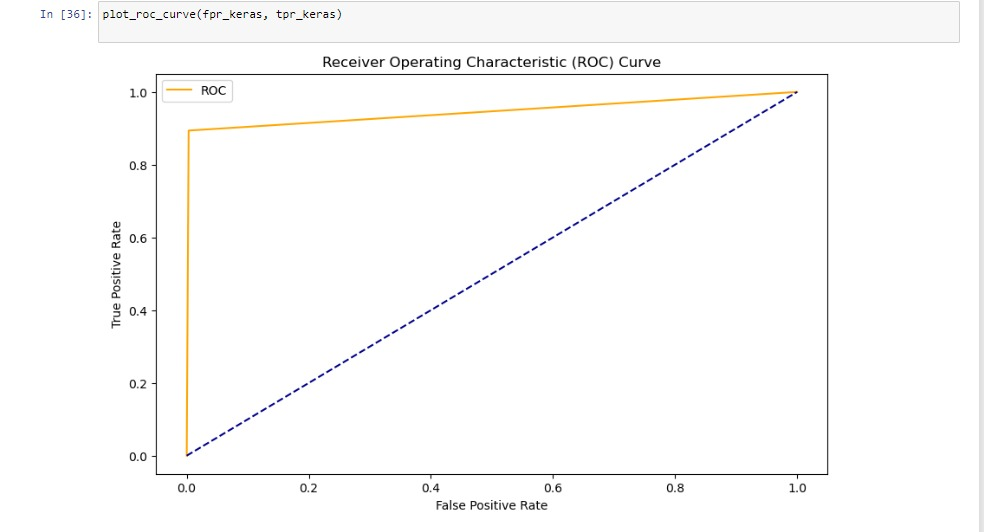 In [36]: plot_roc_curve(fpr_keras, tpr_keras)
Receiver Operating Characteristic (ROC) Curve
ROC
1.0
0.8
0.6
0.4
0.2
0.0
True Positive Rate
0.0 0.2 0.4 0.6 0.8 1.0
False Positive Rate